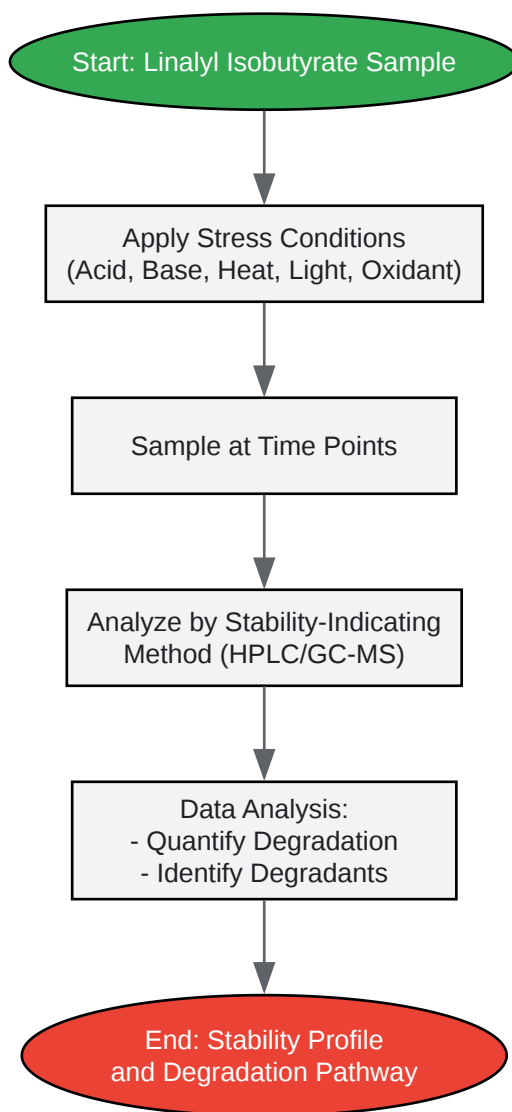 Start: Linalyl Isobutyrate Sample
Apply Stress Conditions
(Acid, Base, Heat, Light, Oxidant)
Sample at Time Points
Analyze by Stability-Indicating
Method (HPLC/GC-MS)
Data Analysis:
- Quantify Degradation
- Identify Degradants
End: Stability Profile
and Degradation Pathway